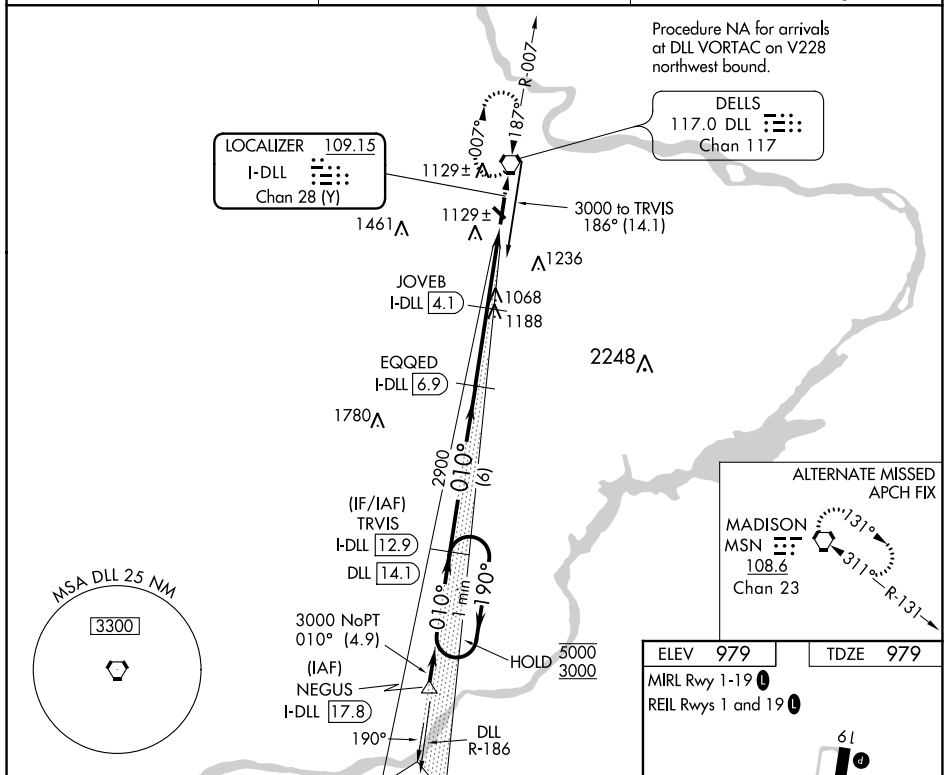 Procedure NA for arrivals
at DLL VORTAC on V228
northwest bound.
R-007
007°
187°
DELLS
117.0 DLL
Chan 117
LOCALIZER 109.15
I-DLL
Chan 28 (Y)
1129±
1129±
1461
3000 to TRVIS
186° (14.1)
1236
JOVEB
I-DLL 4.1
1068
1188
EQQED
I-DLL 6.9
2248
1780
2900
010°
(6)
(IF/IAF)
TRVIS
I-DLL 12.9
DLL 14.1
010°
1 min
190°
3000 NoPT
010° (4.9)
(IAF)
NEGUS
I-DLL 17.8
HOLD 5000
3000
190°
DLL
R-186
MSA DLL 25 NM
3300
ALTERNATE MISSED
APCH FIX
MADISON
MSN
108.6
Chan 23
131°
311°
R-131
ELEV 979
TDZE 979
MIRL Rwy 1-19 L
REIL Rwys 1 and 19 L
19
P